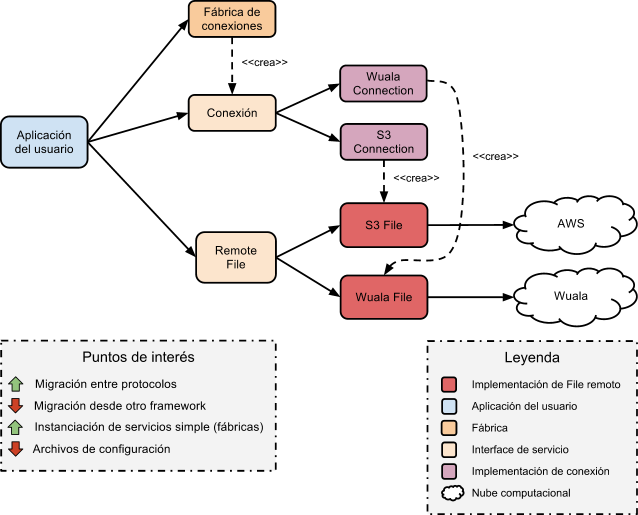 Fábrica de
conexiones
<<crea>>
Wuala
Connection
Conexión
Aplicación
del usuario
S3
Connection
<<crea>>
<<crea>>
S3 File
AWS
Remote
File
Wuala File
Wuala
Puntos de interés
Migración entre protocolos
Migración desde otro framework
Instanciación de servicios simple (fábricas)
Archivos de configuración
Leyenda
Implementación de File remoto
Aplicación del usuario
Fábrica
Interface de servicio
Implementación de conexión
Nube computacional